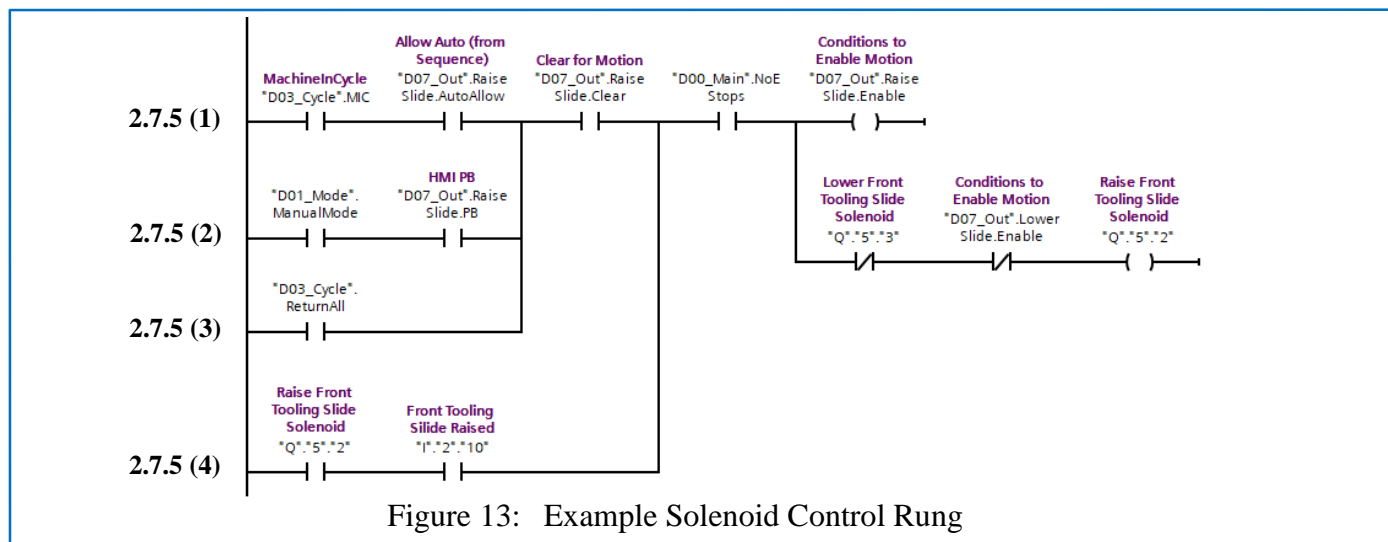 Allow Auto (from
Sequence)
Conditions to
Enable Motion
MachineInCycle
"D03_Cycle".MIC
"D07_Out".Raise
Slide.AutoAllow
Clear for Motion
"D07_Out".Raise
Slide.Clear
"D00_Main".NoE
Stops
"D07_Out".Raise
Slide.Enable
2.7.5 (1)
"D01_Mode".
ManualMode
HMI PB
"D07_Out".Raise
Slide.PB
Lower Front
Tooling Slide
Solenoid
"Q"."5"."3"
Conditions to
Enable Motion
"D07_Out".Lower
Slide.Enable
Raise Front
Tooling Slide
Solenoid
"Q"."5"."2"
2.7.5 (2)
"D03_Cycle".
ReturnAll
2.7.5 (3)
Raise Front
Tooling Slide
Solenoid
"Q"."5"."2"
Front Tooling
Silide Raised
"I"."2"."10"
2.7.5 (4)
Figure 13: Example Solenoid Control Rung